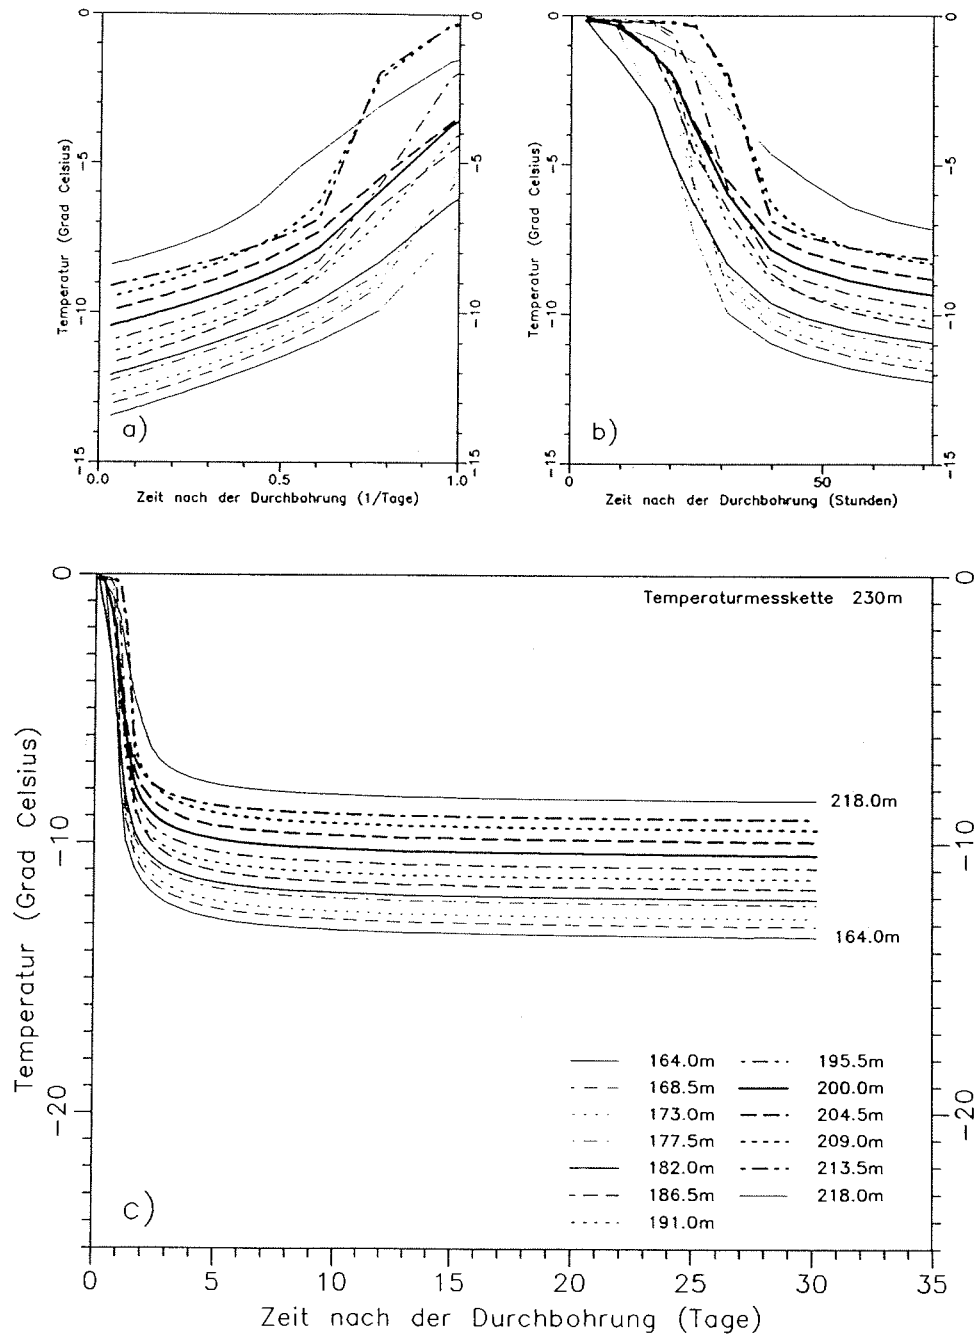 0 0 0 0
-5 -5 -5 -5
-10 -10 -10 -10
-15 -15 -15 -15
Temperatur (Grad Celsius)
Temperatur (Grad Celsius)
a) b)
0.0 0.5 1.0 0 50
Zeit nach der Durchbohrung (1/Tage)
Zeit nach der Durchbohrung (Stunden)
0 0
Temperaturmesskette 230m
-10 -10
218.0m
164.0m
Temperatur (Grad Celsius)
164.0m 195.5m
168.5m 200.0m
173.0m 204.5m
177.5m 209.0m
182.0m 213.5m
186.5m 218.0m
191.0m
-20 -20
c)
0 5 10 15 20 25 30 35
Zeit nach der Durchbohrung (Tage)